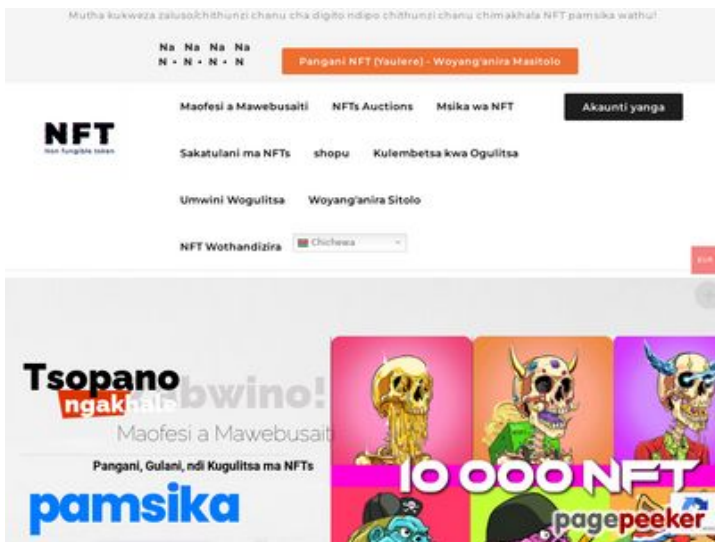 Mutha kukweza zaluso/chithunzi chanu cha digito ndipo chithunzi chanu chimakhala NFT pamsika wathu!
Na Na Na Na
N • N • N • N
Pangani NFT (Yaulere) - Woyang'anira Masitolo
Maofesi a Mawebusaiti NFTs Auctions Msika wa NFT
Akaunti yanga
NFT
Non fungible token
Sakatulani ma NFTs shopu Kulembetsa kwa Ogulitsa
Umwini Wogulitsa Woyang'anira Sitolo
NFT Wothandizira Chichewa
EUR
Tsopano
ngakhale
Maofesi a Mawebusaiti
Pangani, Gulani, ndi Kugulitsa ma NFTs
pamsika
10 000 NFT
pagepeeker